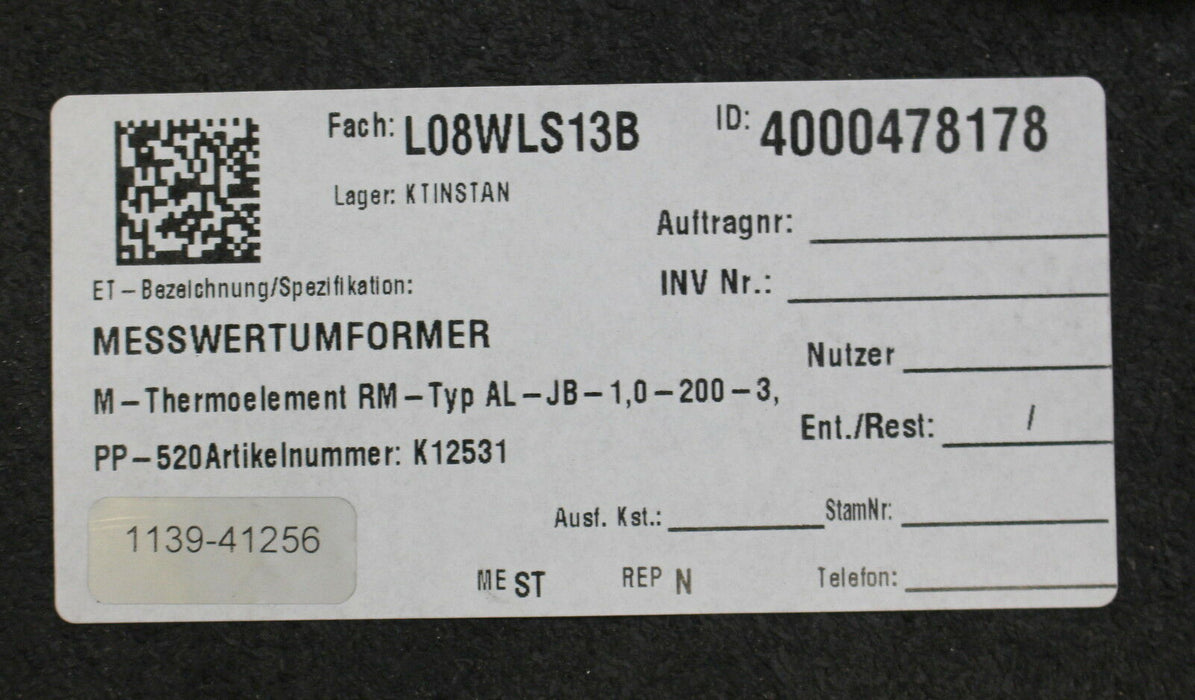 Fach: L08WLS13B
ID: 4000478178
Lager: KTINSTAN
Auftragnr:
ET-Bezeichnung/Spezifikation:
INV Nr.:
MESSWERTUMFORMER
Nutzer
M-Thermoelement RM-Typ AL-JB-1,0-200-3,
Ent./Rest: /
PP-520Artikelnummer: K12531
1139-41256
Ausf. Kst.:
StamNr:
ME ST
REP N
Telefon: